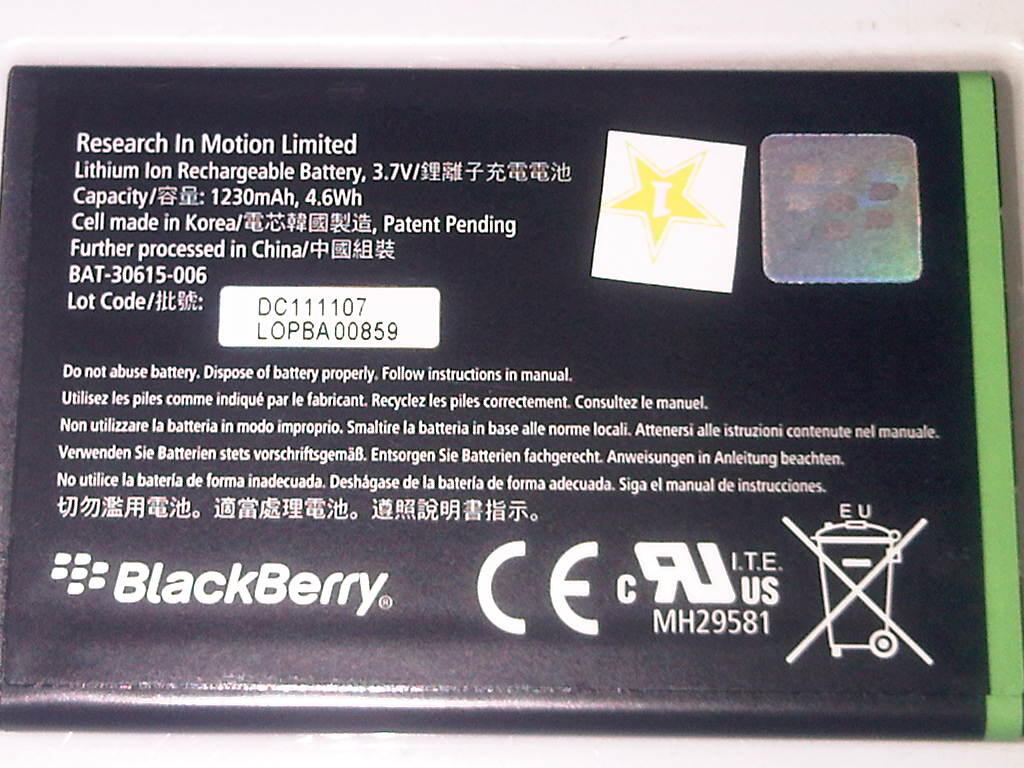 Research In Motion Limited
Lithium Ion Rechargeable Battery, 3.7V/鋰離子充電電池
Capacity/容量: 1230mAh, 4.6Wh
Cell made in Korea/電芯韓國製造, Patent Pending
Further processed in China/中國組裝
BAT-30615-006
Lot Code/批號:
DC111107
LOPBA00859
1
Do not abuse battery. Dispose of battery properly. Follow instructions in manual.
Utilisez les piles comme indiqué par le fabricant. Recyclez les piles correctement. Consultez le manuel.
Non utilizzare la batteria in modo improprio. Smaltire la batteria in base alle norme locali. Attenersi alle istruzioni contenute nel manuale.
Verwenden Sie Batterien stets vorschriftsgemäß. Entsorgen Sie Batterien fachgerecht. Anweisungen in Anleitung beachten.
No utilice la batería de forma inadecuada. Deshágase de la batería de forma adecuada. Siga el manual de instrucciones.
切勿濫用電池。適當處理電池。遵照說明書指示。
BlackBerry®
CE
c RU US I.T.E.
MH29581
EU